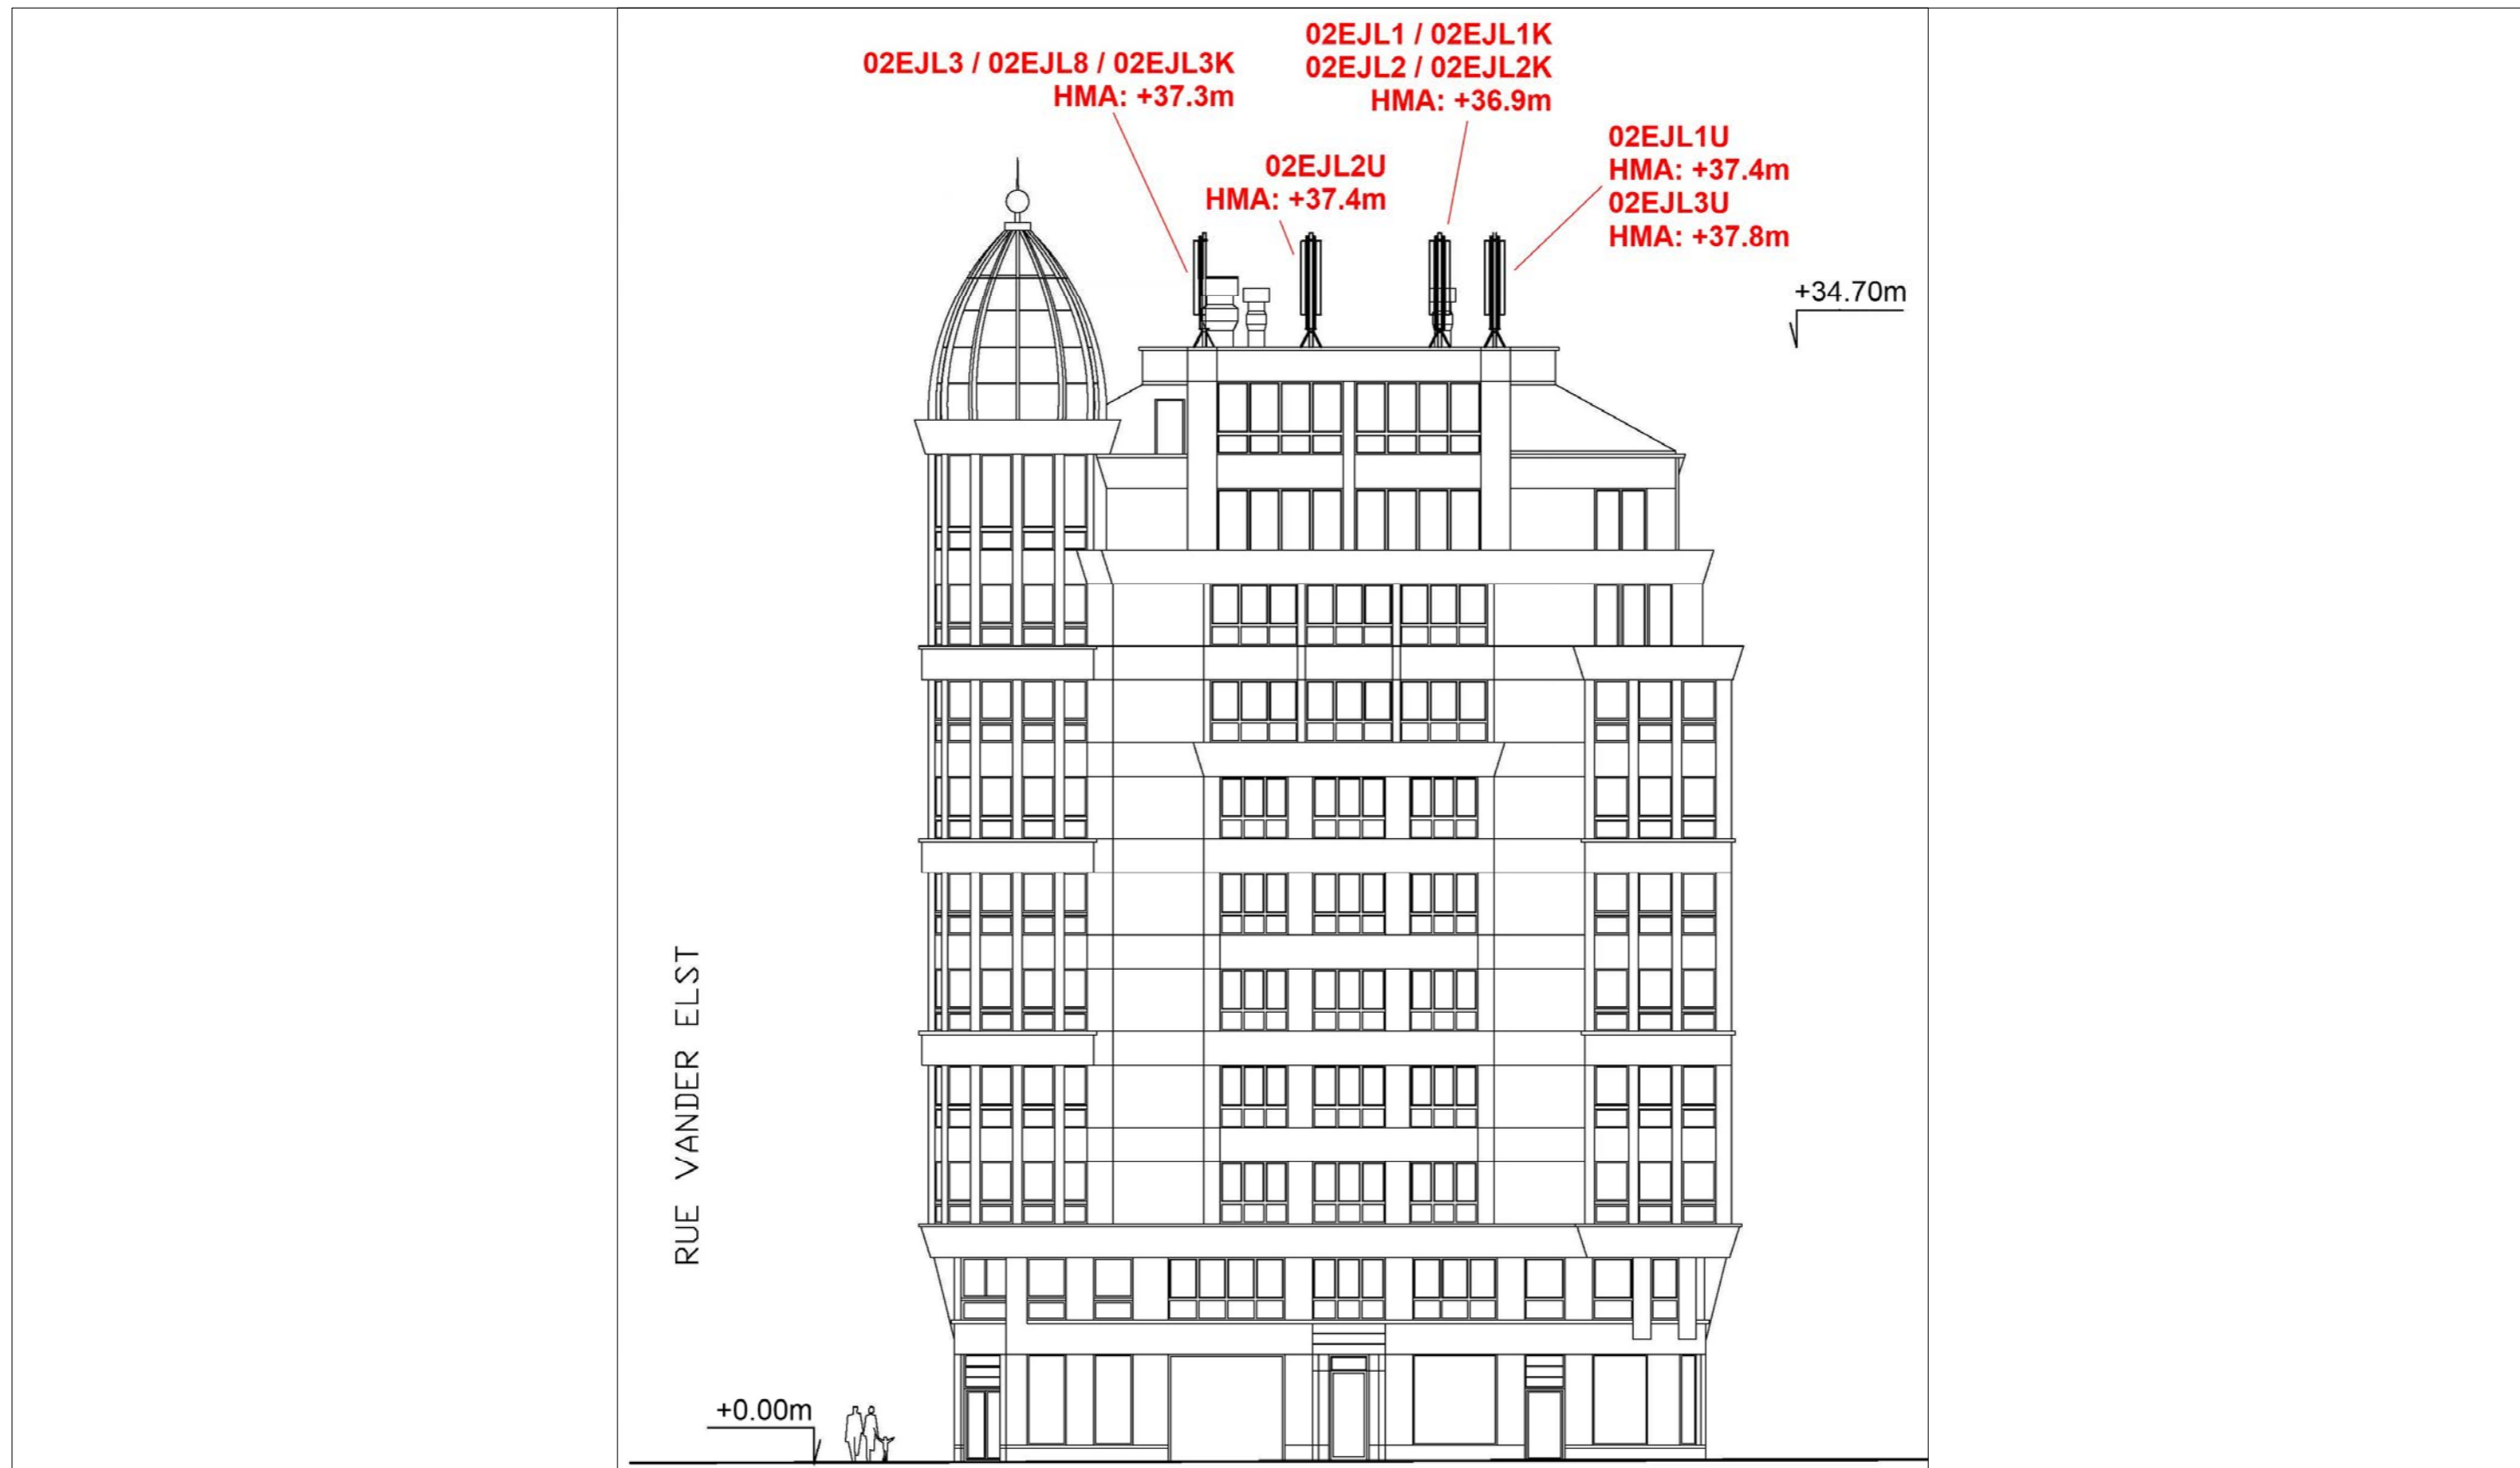 02EJL3 / 02EJL8 / 02EJL3K
HMA: +37.3m
02EJL1 / 02EJL1K
02EJL2 / 02EJL2K
HMA: +36.9m
02EJL2U
HMA: +37.4m
02EJL1U
HMA: +37.4m
02EJL3U
HMA: +37.8m
+34.70m
RUE VANDER ELST
+0.00m